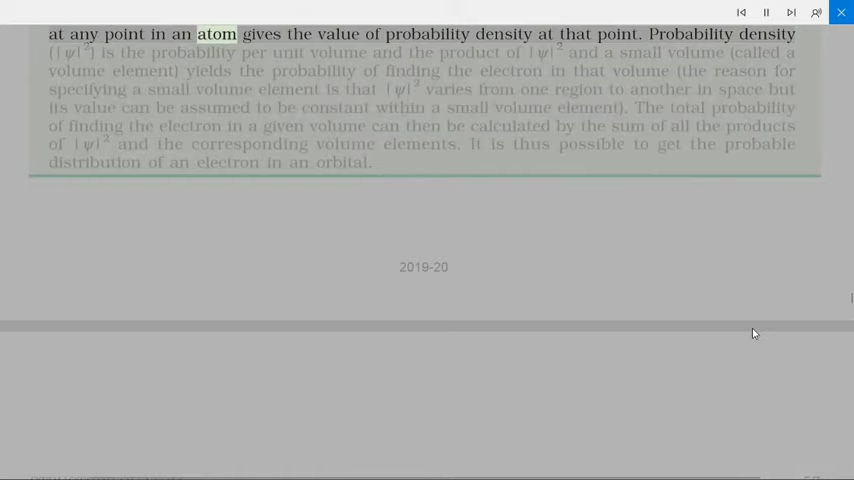 at any point in an atom gives the value of probability density at that point. Probability density
(|ψ|²) is the probability per unit volume and the product of |ψ|² and a small volume (called a
volume element) yields the probability of finding the electron in that volume (the reason for
specifying a small volume element is that |ψ|² varies from one region to another in space but
its value can be assumed to be constant within a small volume element). The total probability
of finding the electron in a given volume can then be calculated by the sum of all the products
of |ψ|² and the corresponding volume elements. It is thus possible to get the probable
distribution of an electron in an orbital.
2019-20